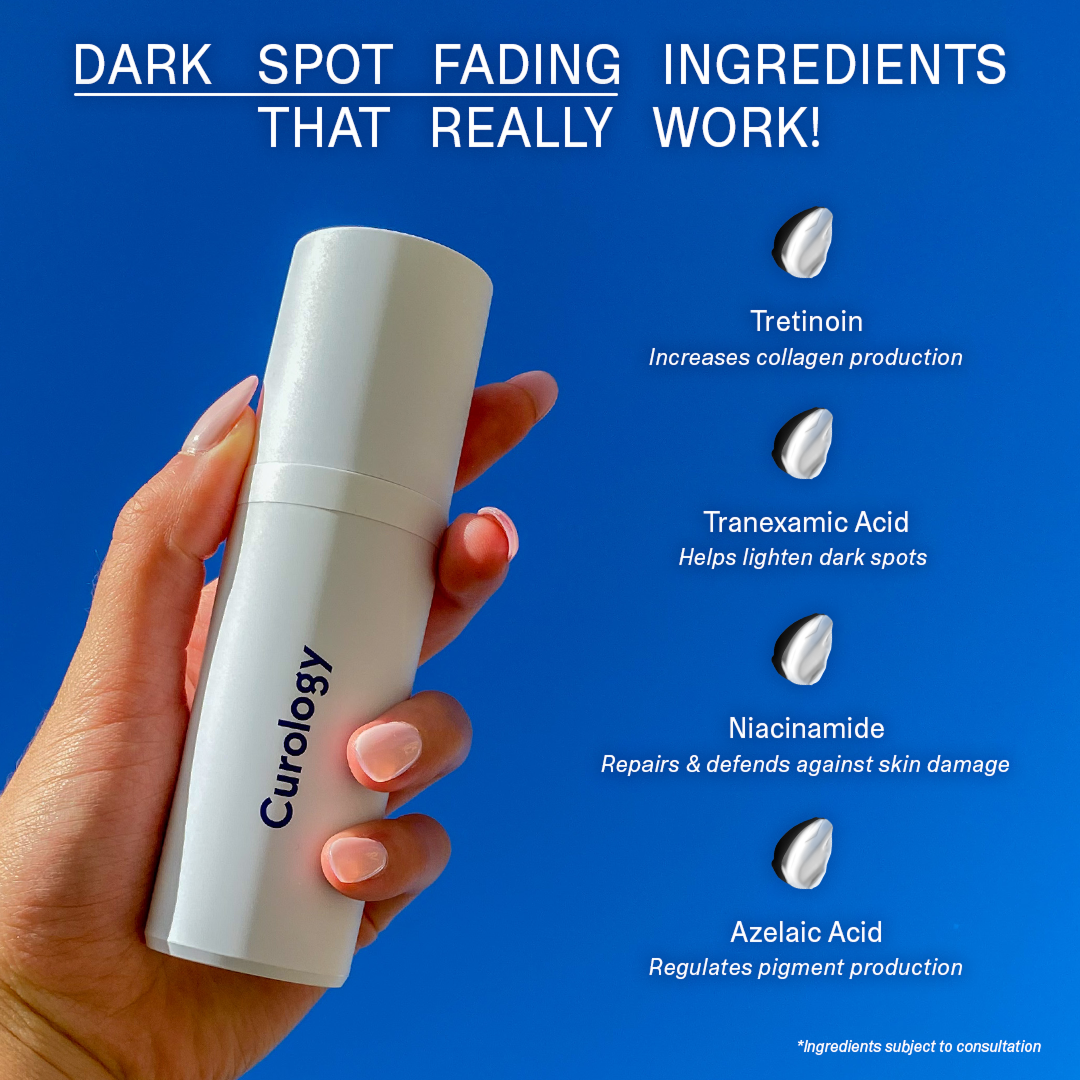 DARK SPOT FADING INGREDIENTS
THAT REALLY WORK!
Tretinoin
Increases collagen production
Tranexamic Acid
Helps lighten dark spots
Curology
Niacinamide
Repairs & defends against skin damage
Azelaic Acid
Regulates pigment production
*Ingredients subject to consultation